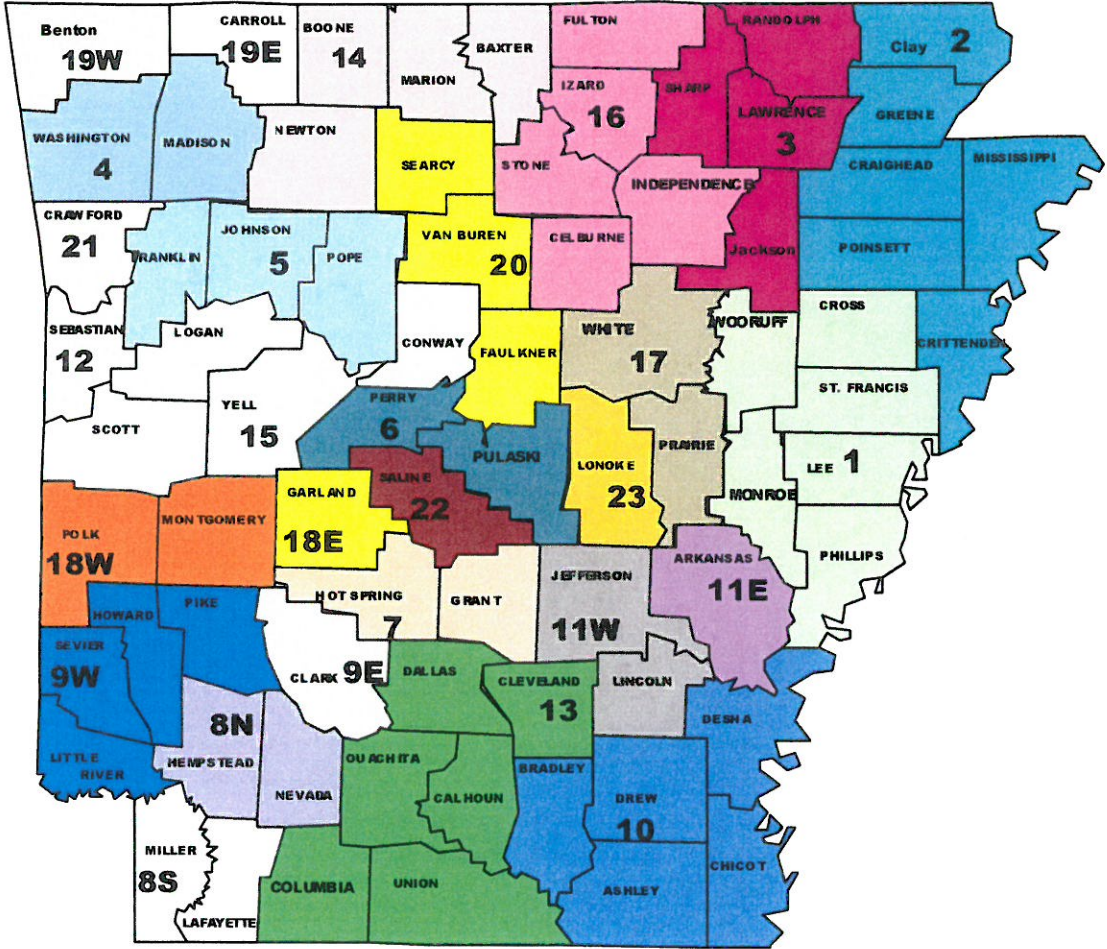 Benton
19W
CARROLL
19E
BOONE
14
MARION
BAXTER
FULTON
RANDOLPH
Clay 2
IZARD
16
SHARP
LAWRENCE
3
GREENE
WASHINGTON
4
MADISON
NEWTON
SEARCY
STONE
INDEPENDENCE
CRAIGHEAD
MISSISSIPPI
CRAWFORD
21
RANKLIN
JOHNSON
5
POPE
VAN BUREN
20
CELBURNE
Jackson
POINSETT
SEBASTIAN
12
LOGAN
CONWAY
FAULKNER
WHITE
17
WOORUFF
CROSS
CRITTENDEN
ST. FRANCIS
SCOTT
YELL
15
PERRY
6
PULASKI
LONOKE
23
PRAIRIE
LEE 1
MONROE
PHILLIPS
SALINE
22
GARLAND
18E
POLK
18W
MONTGOMERY
HOT SPRING
7
GRANT
JEFFERSON
11W
ARKANSAS
11E
HOWARD
PIKE
SEVIER
9W
CLARK 9E
DALLAS
CLEVELAND
13
LINCOLN
DESHA
LITTLE
RIVER
8N
HEMPSTEAD
NEVADA
OUACHITA
CALHOUN
BRADLEY
DREW
10
CHICOT
MILLER
8S
LAFAYETTE
COLUMBIA
UNION
ASHLEY